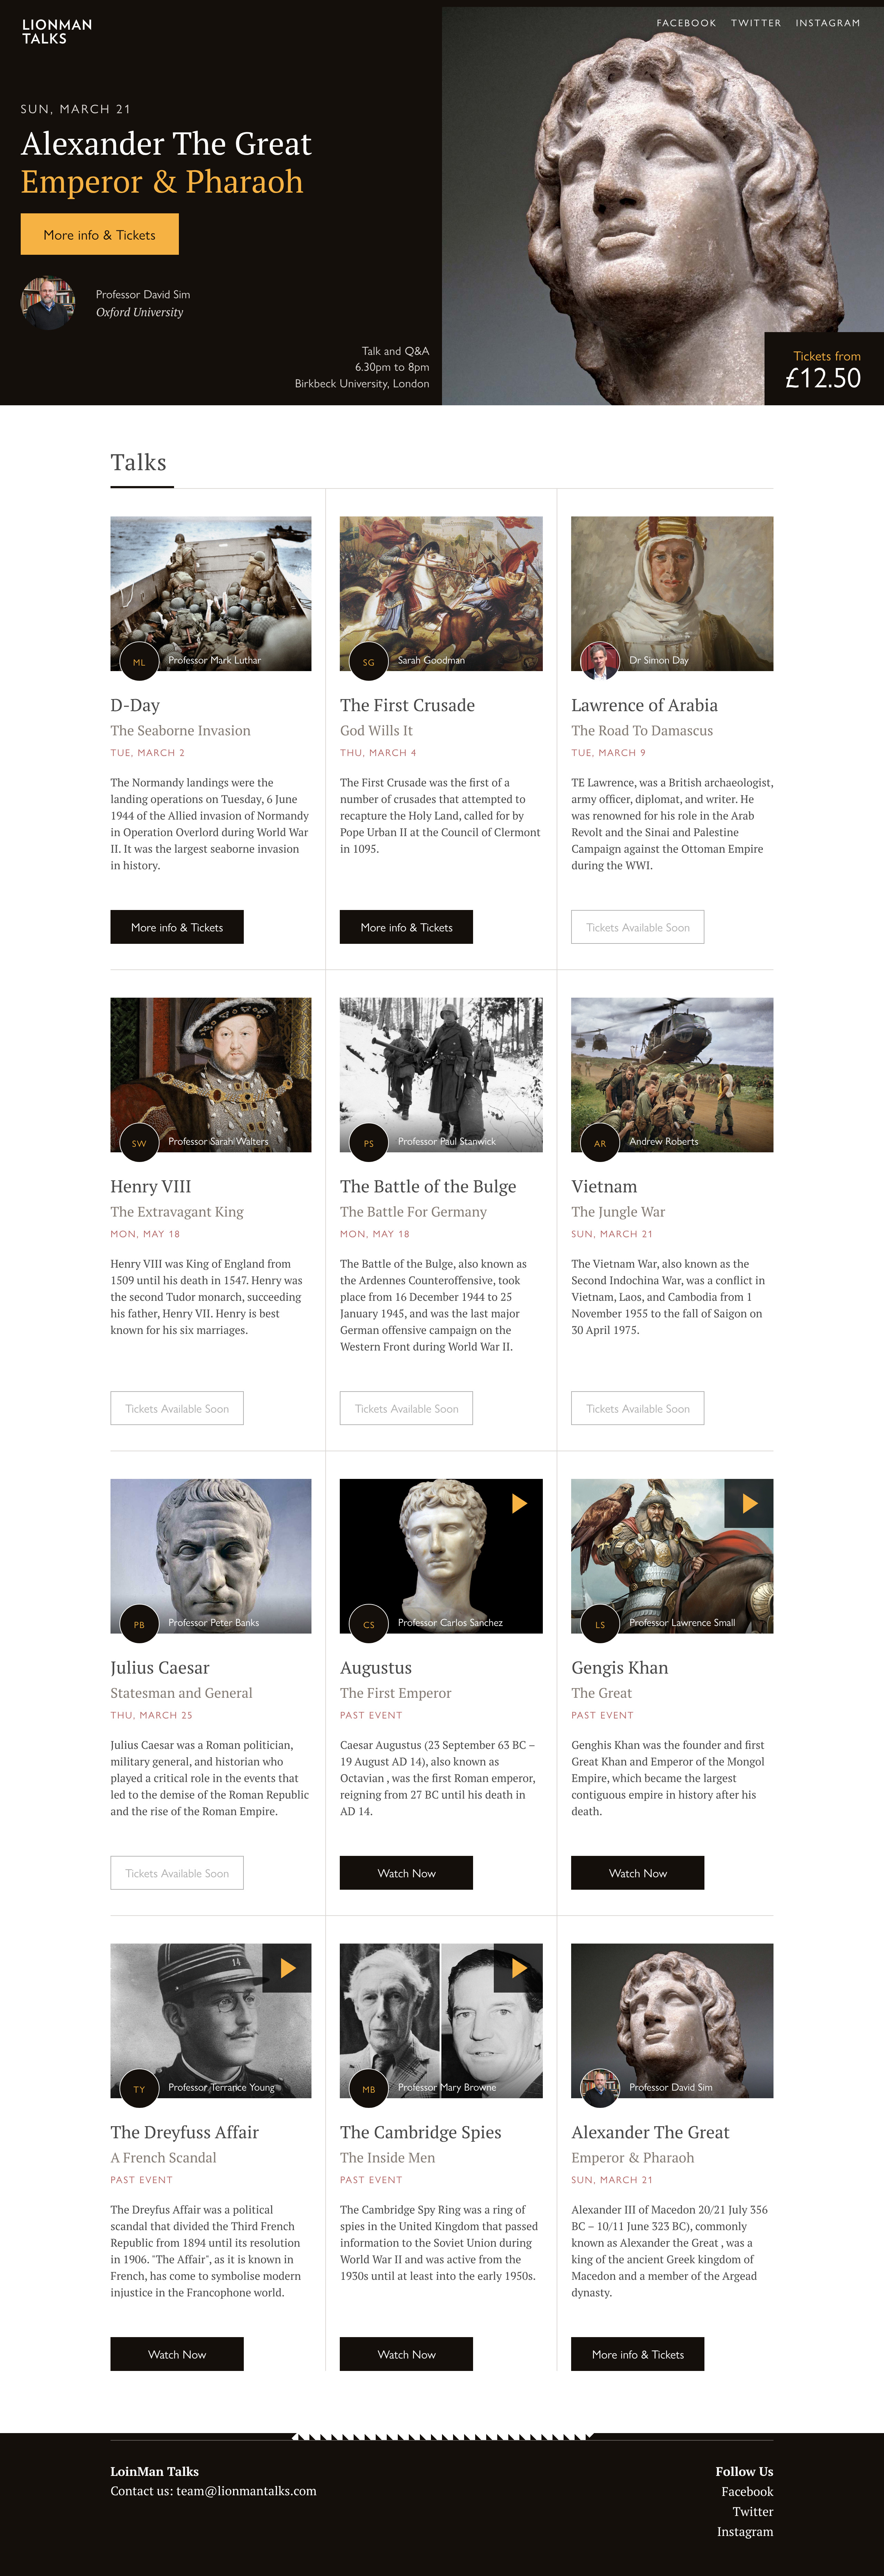 LIONMAN
TALKS
FACEBOOK TWITTER INSTAGRAM
SUN, MARCH 21
Alexander The Great
Emperor & Pharaoh
More info & Tickets
Professor David Sim
Oxford University
Talk and Q&A
6.30pm to 8pm
Birkbeck University, London
Tickets from
£12.50
Talks
ML
Professor Mark Luthar
D-Day
The Seaborne Invasion
TUE, MARCH 2
The Normandy landings were the
landing operations on Tuesday, 6 June
1944 of the Allied invasion of Normandy
in Operation Overlord during World War
II. It was the largest seaborne invasion
in history.
More info & Tickets
SG
Sarah Goodman
The First Crusade
God Wills It
THU, MARCH 4
The First Crusade was the first of a
number of crusades that attempted to
recapture the Holy Land, called for by
Pope Urban II at the Council of Clermont
in 1095.
More info & Tickets
Dr Simon Day
Lawrence of Arabia
The Road To Damascus
TUE, MARCH 9
TE Lawrence, was a British archaeologist,
army officer, diplomat, and writer. He
was renowned for his role in the Arab
Revolt and the Sinai and Palestine
Campaign against the Ottoman Empire
during the WWI.
Tickets Available Soon
SW
Professor Sarah Walters
Henry VIII
The Extravagant King
MON, MAY 18
Henry VIII was King of England from
1509 until his death in 1547. Henry was
the second Tudor monarch, succeeding
his father, Henry VII. Henry is best
known for his six marriages.
Tickets Available Soon
PS
Professor Paul Stanwick
The Battle of the Bulge
The Battle For Germany
MON, MAY 18
The Battle of the Bulge, also known as
the Ardennes Counteroffensive, took
place from 16 December 1944 to 25
January 1945, and was the last major
German offensive campaign on the
Western Front during World War II.
Tickets Available Soon
AR
Andrew Roberts
Vietnam
The Jungle War
SUN, MARCH 21
The Vietnam War, also known as the
Second Indochina War, was a conflict in
Vietnam, Laos, and Cambodia from 1
November 1955 to the fall of Saigon on
30 April 1975.
Tickets Available Soon
PB
Professor Peter Banks
Julius Caesar
Statesman and General
THU, MARCH 25
Julius Caesar was a Roman politician,
military general, and historian who
played a critical role in the events that
led to the demise of the Roman Republic
and the rise of the Roman Empire.
Tickets Available Soon
CS
Professor Carlos Sanchez
Augustus
The First Emperor
PAST EVENT
Caesar Augustus (23 September 63 BC –
19 August AD 14), also known as
Octavian , was the first Roman emperor,
reigning from 27 BC until his death in
AD 14.
Watch Now
LS
Professor Lawrence Small
Gengis Khan
The Great
PAST EVENT
Genghis Khan was the founder and first
Great Khan and Emperor of the Mongol
Empire, which became the largest
contiguous empire in history after his
death.
Watch Now
14
TY
Professor Terrance Young
The Dreyfuss Affair
A French Scandal
PAST EVENT
The Dreyfus Affair was a political
scandal that divided the Third French
Republic from 1894 until its resolution
in 1906. "The Affair", as it is known in
French, has come to symbolise modern
injustice in the Francophone world.
Watch Now
MB
Professor Mary Browne
The Cambridge Spies
The Inside Men
PAST EVENT
The Cambridge Spy Ring was a ring of
spies in the United Kingdom that passed
information to the Soviet Union during
World War II and was active from the
1930s until at least into the early 1950s.
Watch Now
Professor David Sim
Alexander The Great
Emperor & Pharaoh
SUN, MARCH 21
Alexander III of Macedon 20/21 July 356
BC – 10/11 June 323 BC), commonly
known as Alexander the Great , was a
king of the ancient Greek kingdom of
Macedon and a member of the Argead
dynasty.
More info & Tickets
LoinMan Talks
Contact us: team@lionmantalks.com
Follow Us
Facebook
Twitter
Instagram